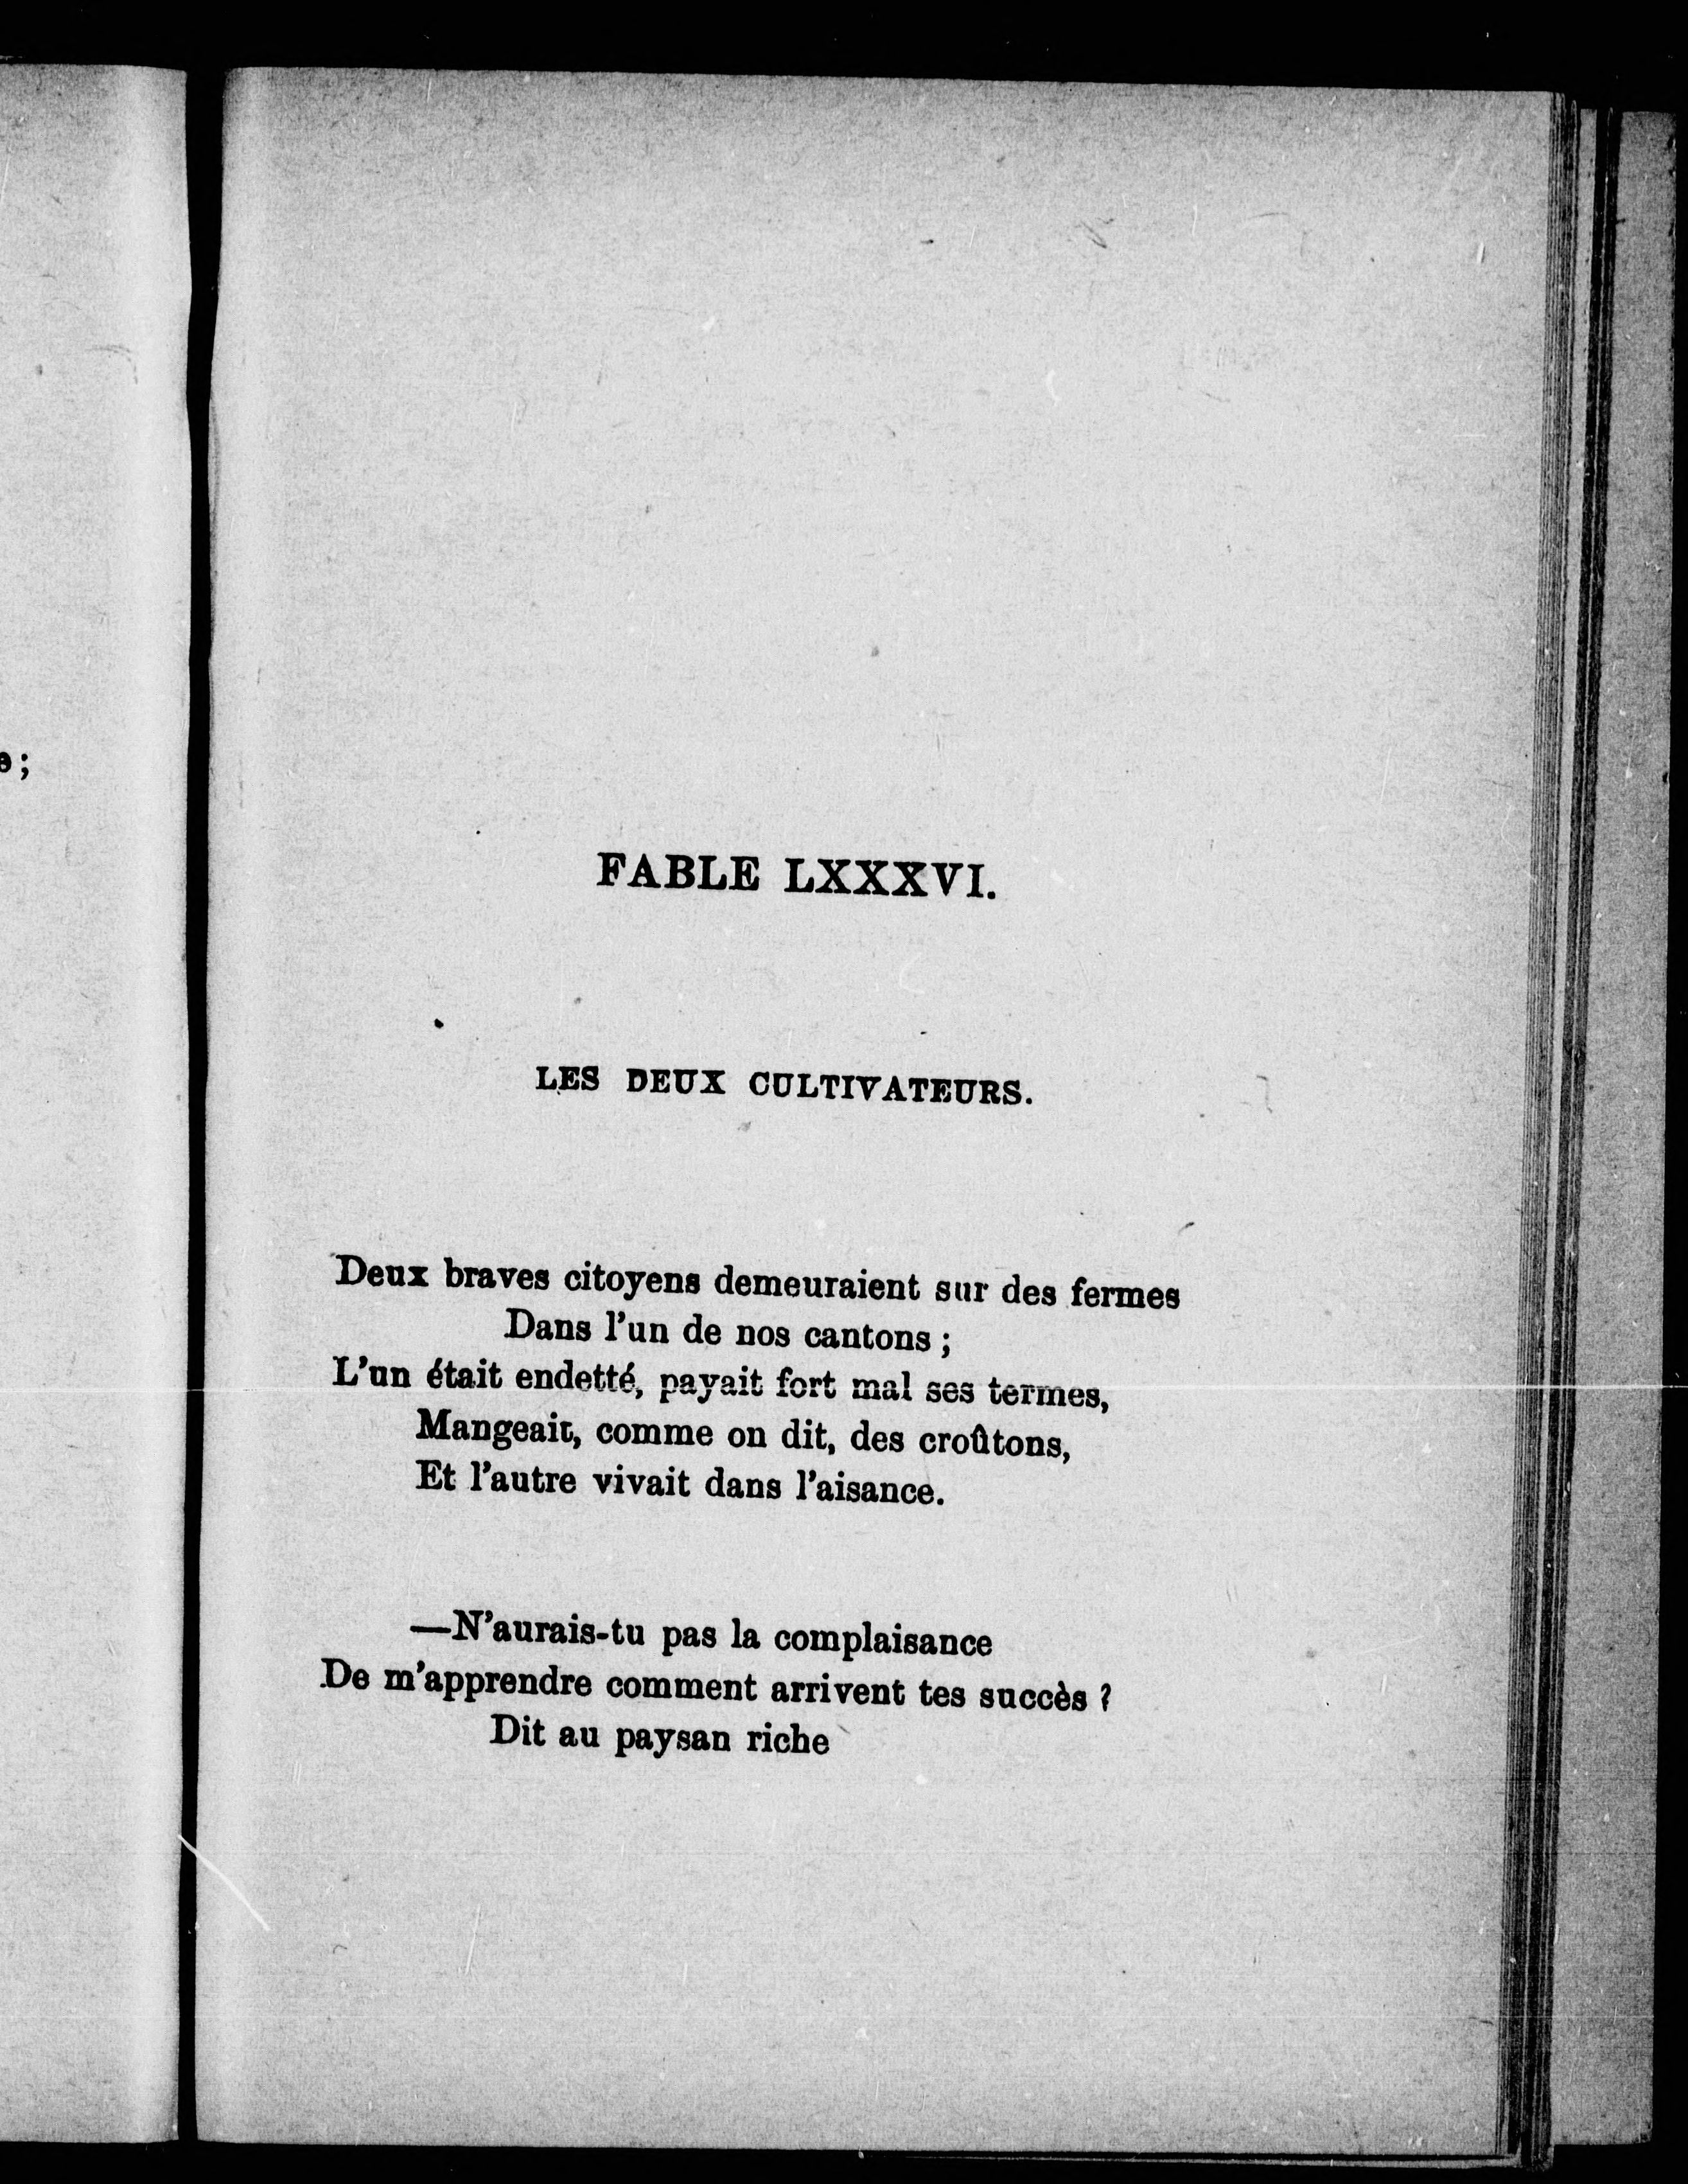 FABLE LXXXVI.
LES DEUX CULTIVATEURS.
Deux braves citoyens demeuraient sur des fermes
Dans l'un de nos cantons ;
L'un était endetté, payait fort mal ses termes,
Mangeait, comme on dit, des croûtons,
Et l'autre vivait dans l'aisance.
—N'aurais-tu pas la complaisance
De m'apprendre comment arrivent tes succès ?
Dit au paysan riche